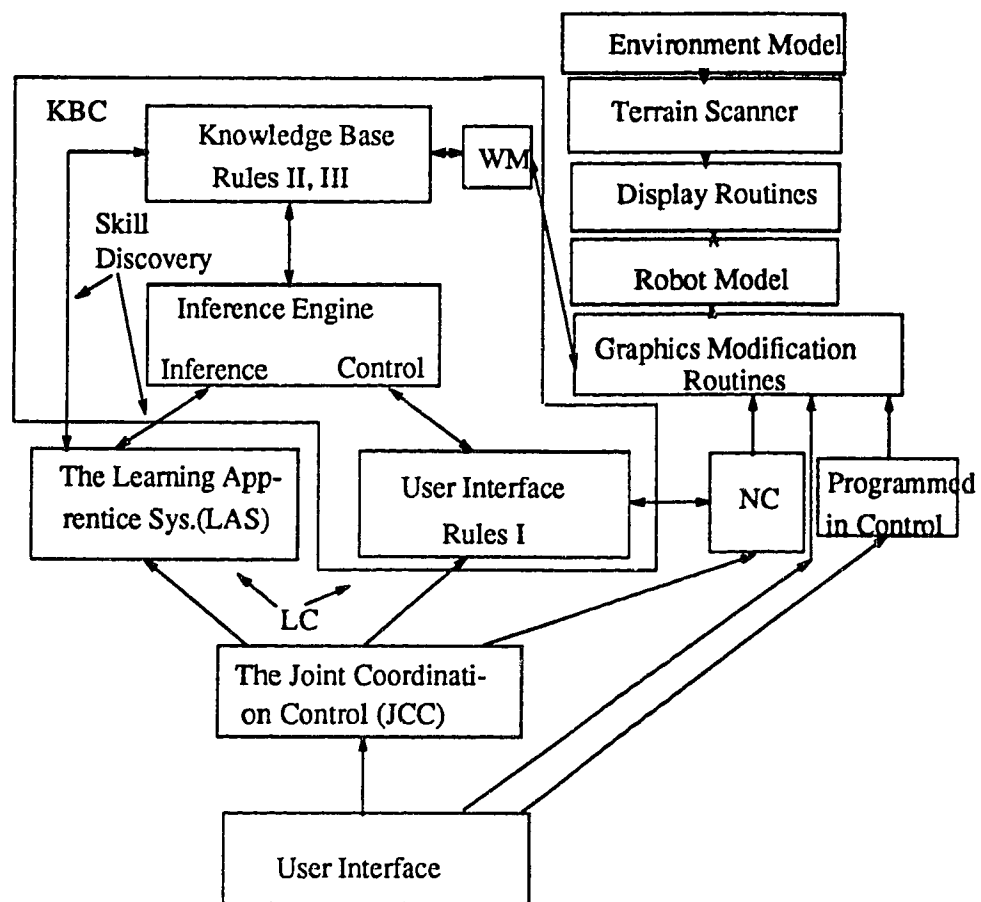 Environment Model
KBC
Terrain Scanner
Knowledge Base
Rules II, III
WM
Display Routines
Skill
Discovery
Robot Model
Inference Engine
Inference Control
Graphics Modification
Routines
The Learning App-
rentice Sys.(LAS)
User Interface
Rules I
NC
Programmed
in Control
LC
The Joint Coordinati-
on Control (JCC)
User Interface